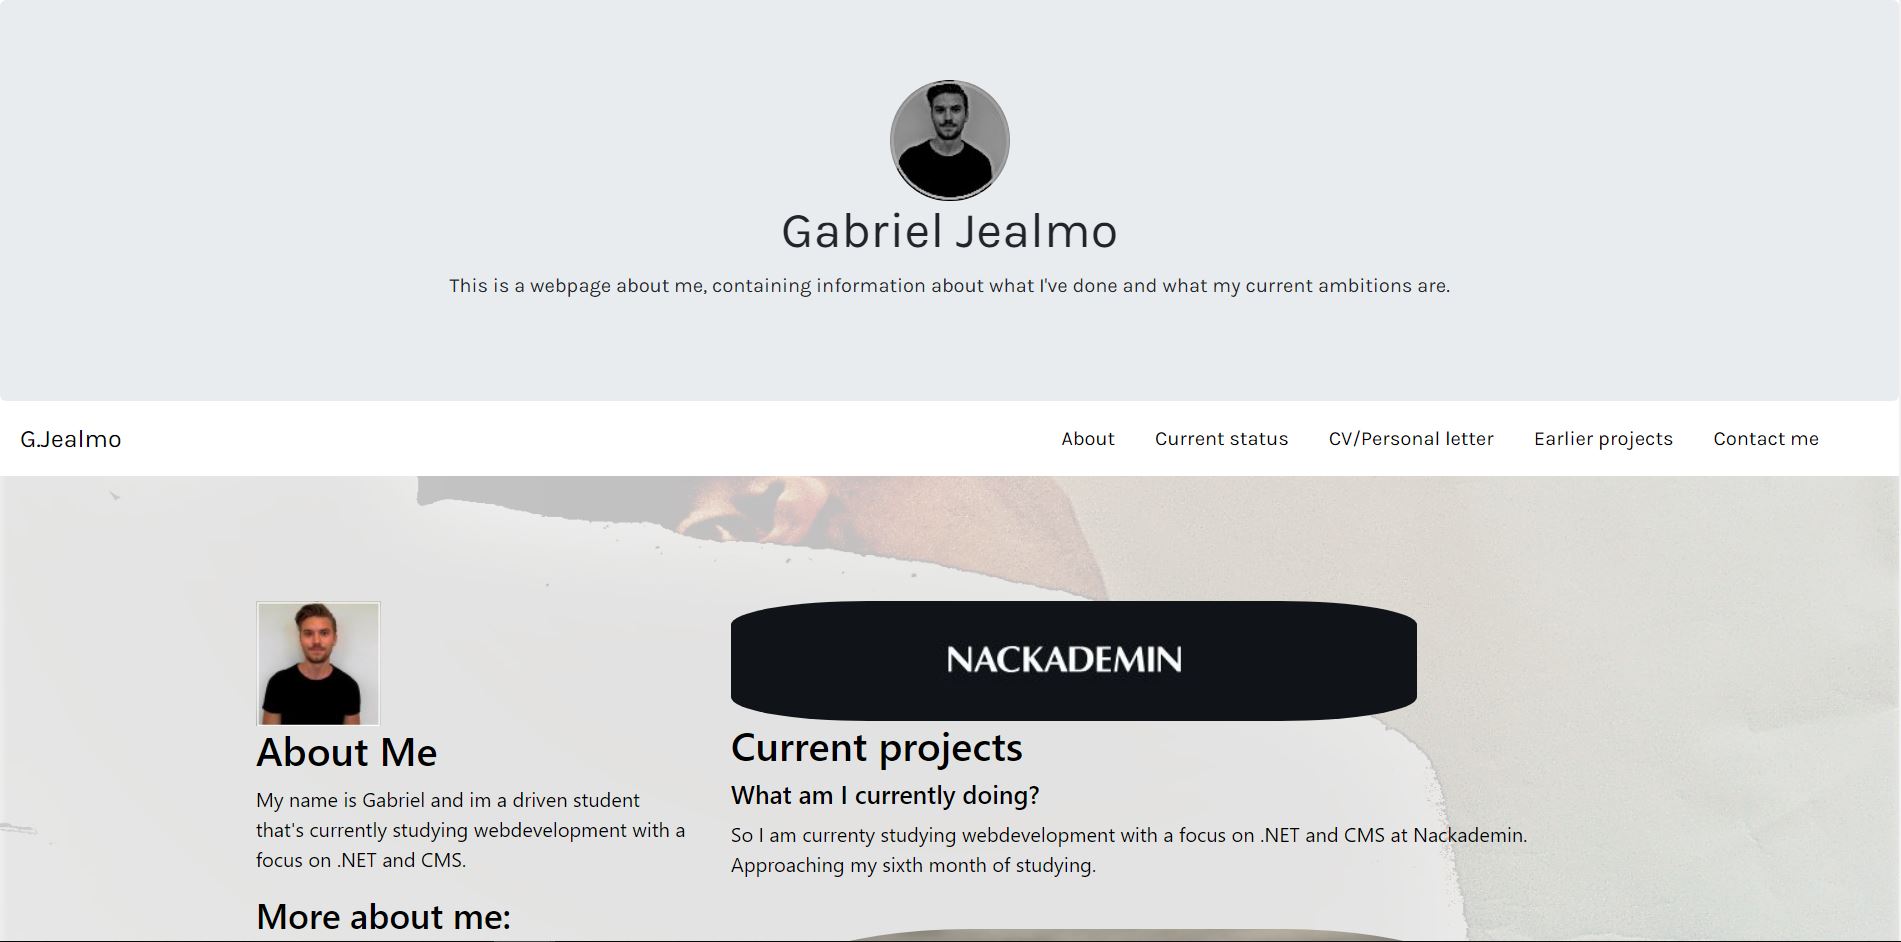 Gabriel Jealmo
This is a webpage about me, containing information about what I've done and what my current ambitions are.
G.Jealmo
About
Current status
CV/Personal letter
Earlier projects
Contact me
About Me
My name is Gabriel and im a driven student
that's currently studying webdevelopment with a
focus on .NET and CMS.
More about me:
NACKADEMIN
Current projects
What am I currently doing?
So I am currenty studying webdevelopment with a focus on .NET and CMS at Nackademin.
Approaching my sixth month of studying.